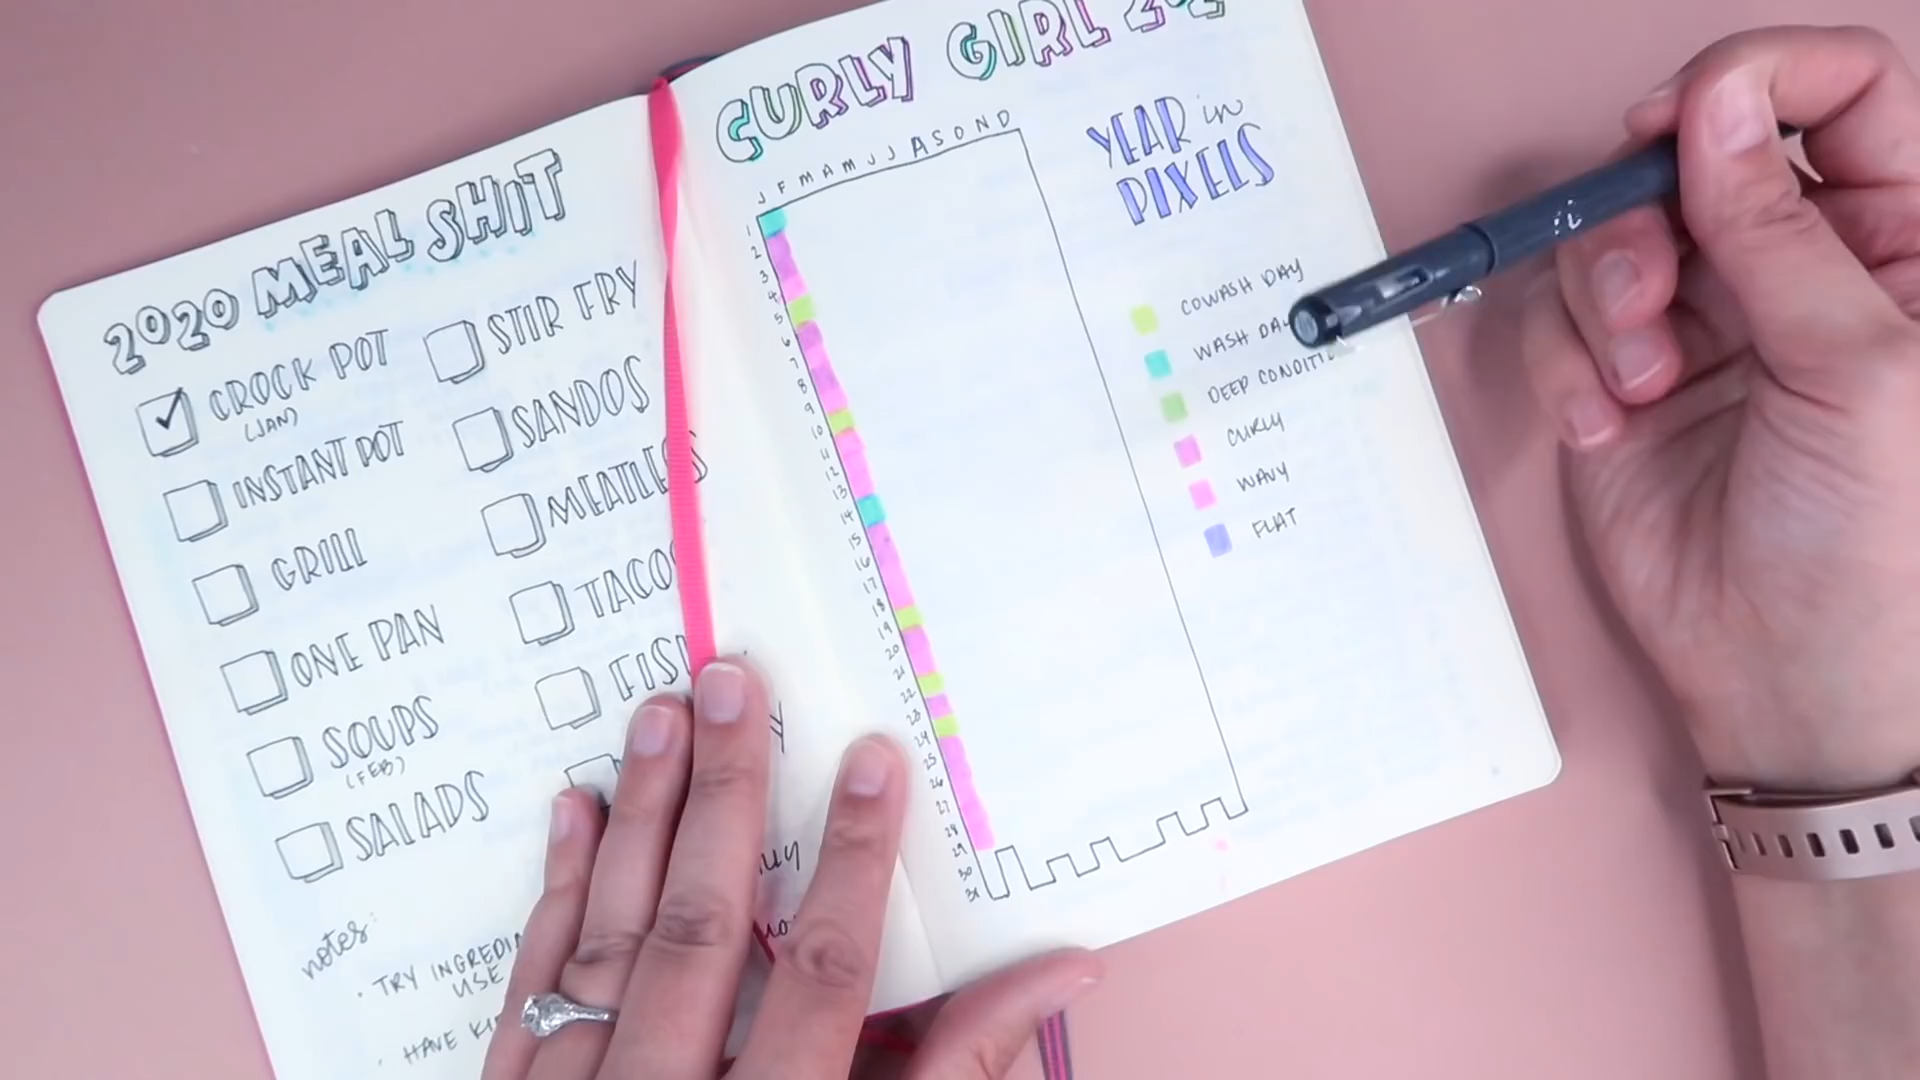 2020 MEAL SHIT
CROCK POT
(JAN)
INSTANT POT
GRILL
ONE PAN
SOUPS
(FEB)
SALADS
STIR FRY
SANDOS
notes:
• TRY
USE
• HAVE
CURLY GIRL
J F M A M J J A S O N D
1
2
3
4
5
6
7
8
9
10
11
12
13
14
15
16
17
18
19
20
21
22
23
24
25
26
27
28
29
30
31
YEAR in
PIXELS
COWASH DAY
WASH
DEEP
CURLY
WAVY
FLAT